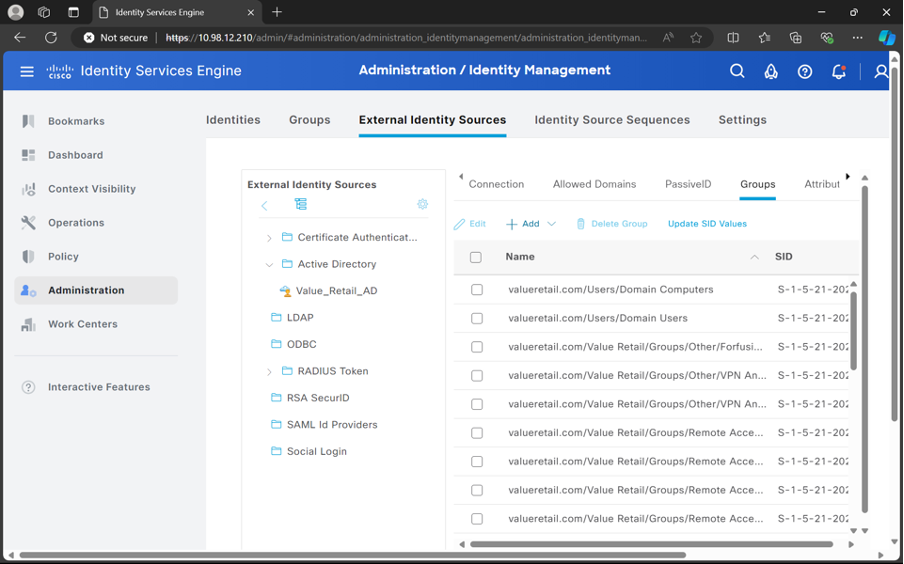 Identity Services Engine
Not secure
https://10.98.12.210/admin/#administration/administration_identitymanagement/administration_identityman...
CISCO Identity Services Engine
Administration / Identity Management
Bookmarks
Dashboard
Context Visibility
Operations
Policy
Administration
Work Centers
Interactive Features
Identities Groups External Identity Sources Identity Source Sequences Settings
External Identity Sources
Certificate Authenticat...
Active Directory
Value_Retail_AD
LDAP
ODBC
RADIUS Token
RSA SecurID
SAML Id Providers
Social Login
Connection Allowed Domains PassiveID Groups Attribut
Edit Add Delete Group Update SID Values
Name SID
valueretail.com/Users/Domain Computers S-1-5-21-202
valueretail.com/Users/Domain Users S-1-5-21-202
valueretail.com/Value Retail/Groups/Other/Forfusi... S-1-5-21-202
valueretail.com/Value Retail/Groups/Other/VPN An... S-1-5-21-202
valueretail.com/Value Retail/Groups/Other/VPN An... S-1-5-21-202
valueretail.com/Value Retail/Groups/Remote Acce... S-1-5-21-202
valueretail.com/Value Retail/Groups/Remote Acce... S-1-5-21-202
valueretail.com/Value Retail/Groups/Remote Acce... S-1-5-21-202
valueretail.com/Value Retail/Groups/Remote Acce... S-1-5-21-202